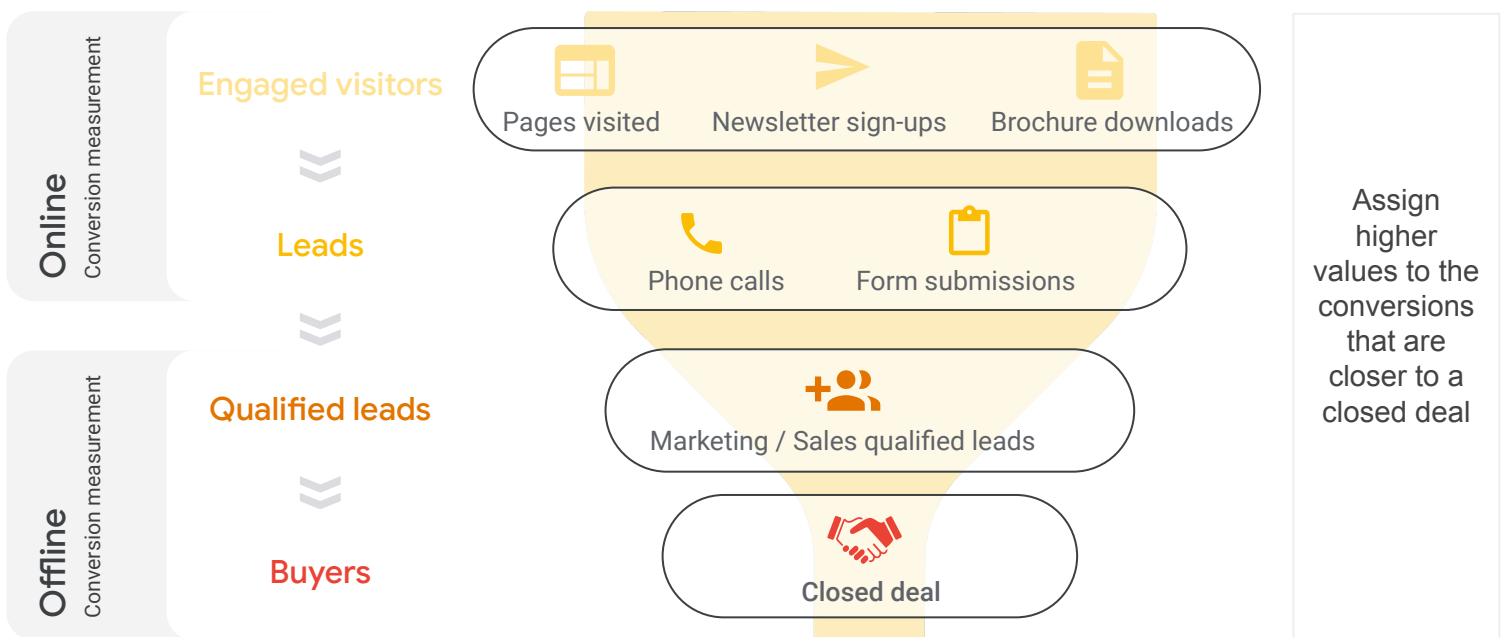 Online
Conversion measurement
Engaged visitors
Pages visited
Newsletter sign-ups
Brochure downloads
Leads
Phone calls
Form submissions
Offline
Conversion measurement
Qualified leads
Marketing / Sales qualified leads
Buyers
Closed deal
Assign
higher
values to the
conversions
that are
closer to a
closed deal